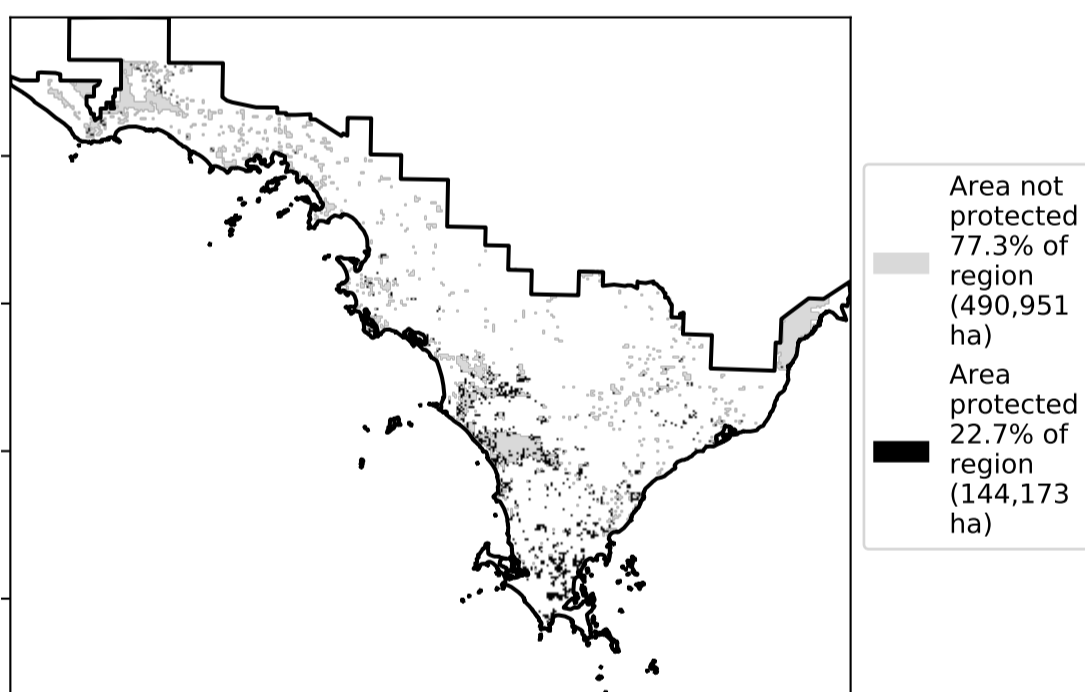 Area not
protected
77.3% of
region
(490,951
ha)
Area
protected
22.7% of
region
(144,173
ha)